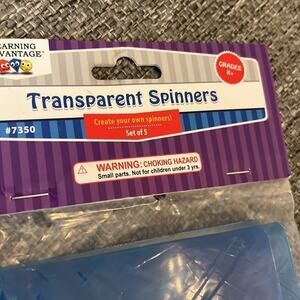 EARNING
VANTAGE
GRADES
K+
Transparent Spinners
#7350
Create your own spinners!
Set of 5
WARNING: CHOKING HAZARD
Small parts. Not for children under 3 yrs.